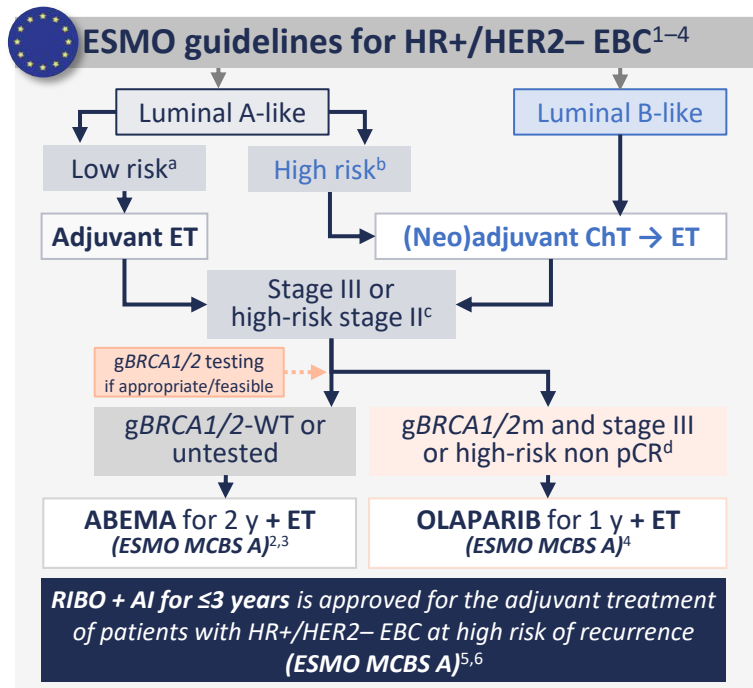 ESMO guidelines for HR+/HER2– EBC1–4
Luminal A-like
Luminal B-like
Low riska
High riskb
Adjuvant ET
(Neo)adjuvant ChT → ET
Stage III or
high-risk stage IIc
gBRCA1/2 testing
if appropriate/feasible
gBRCA1/2-WT or
untested
gBRCA1/2m and stage III
or high-risk non pCRd
ABEMA for 2 y + ET
(ESMO MCBS A)2,3
OLAPARIB for 1 y + ET
(ESMO MCBS A)4
RIBO + AI for ≤3 years is approved for the adjuvant treatment
of patients with HR+/HER2– EBC at high risk of recurrence
(ESMO MCBS A)5,6